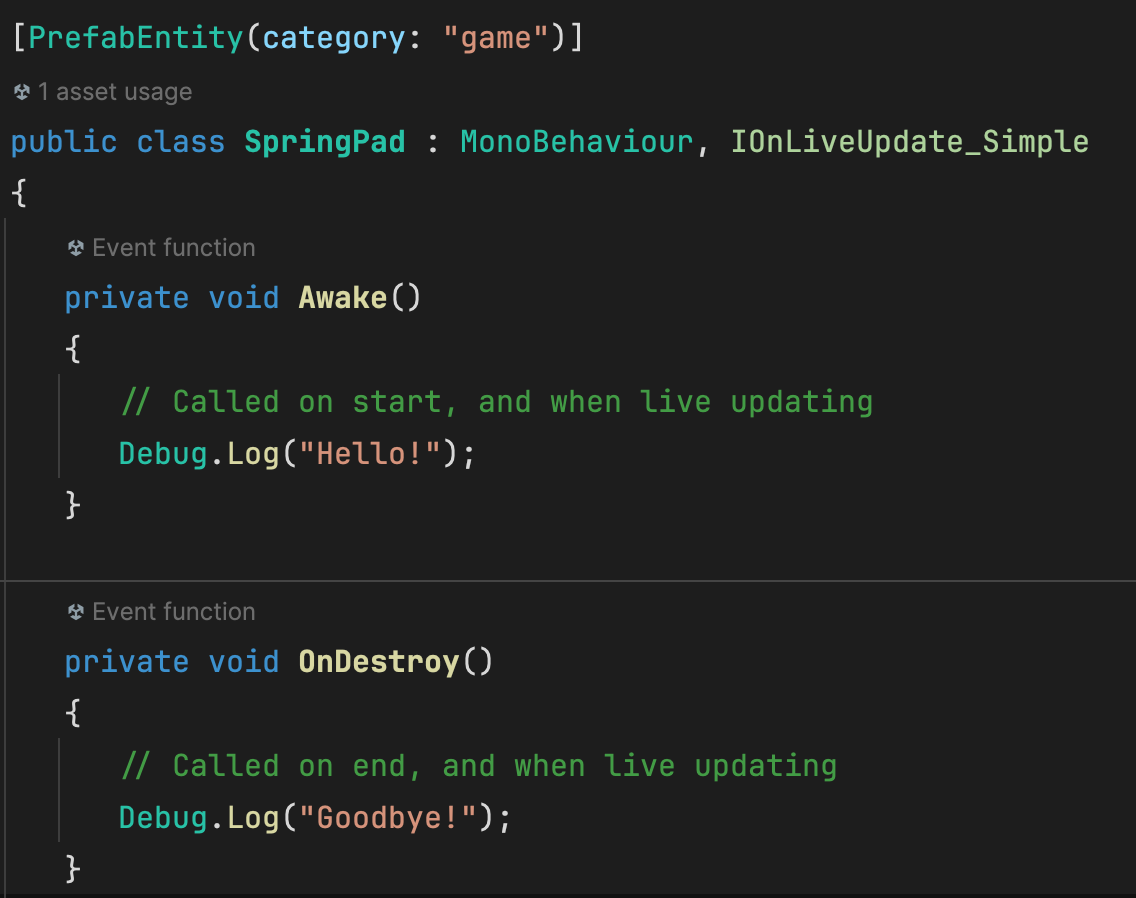 [PrefabEntity(category: "game")]
1 asset usage
public class SpringPad : MonoBehaviour, IOnLiveUpdate_Simple
{
Event function
private void Awake()
{
// Called on start, and when live updating
Debug.Log("Hello!");
}
Event function
private void OnDestroy()
{
// Called on end, and when live updating
Debug.Log("Goodbye!");
}